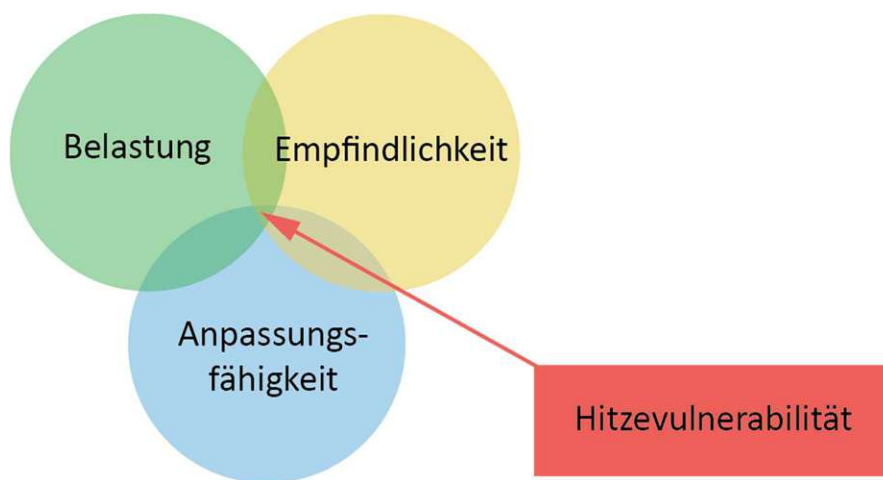 Belastung
Empfindlichkeit
Anpassungs-
fähigkeit
Hitzevulnerabilität